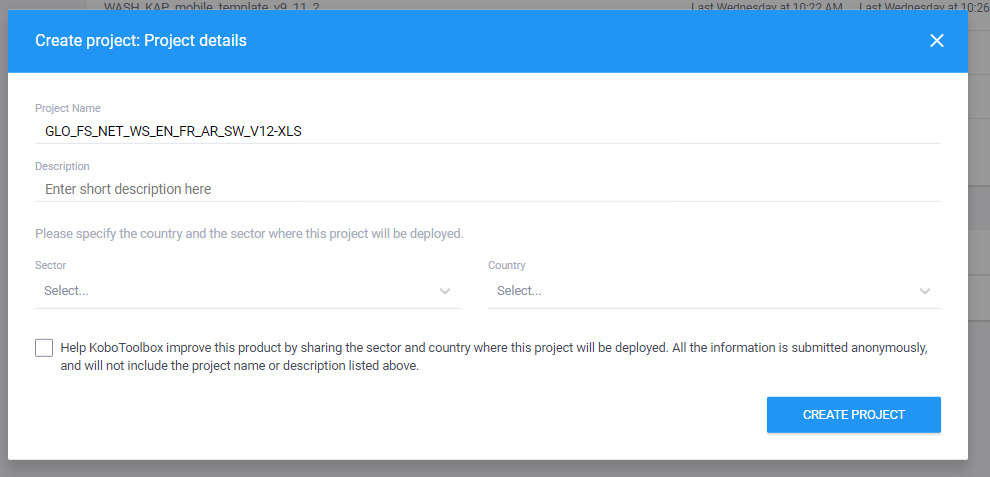 WASH_KAP_mobile_template_v9_11_2 Last Wednesday at 10:22 AM Last Wednesday at 10:26
Create project: Project details
Project Name
GLO_FS_NET_WS_EN_FR_AR_SW_V12-XLS
Description
Enter short description here
Please specify the country and the sector where this project will be deployed.
Sector Country
Select... Select...
Help KoboToolbox improve this product by sharing the sector and country where this project will be deployed. All the information is submitted anonymously,
and will not include the project name or description listed above.
CREATE PROJECT